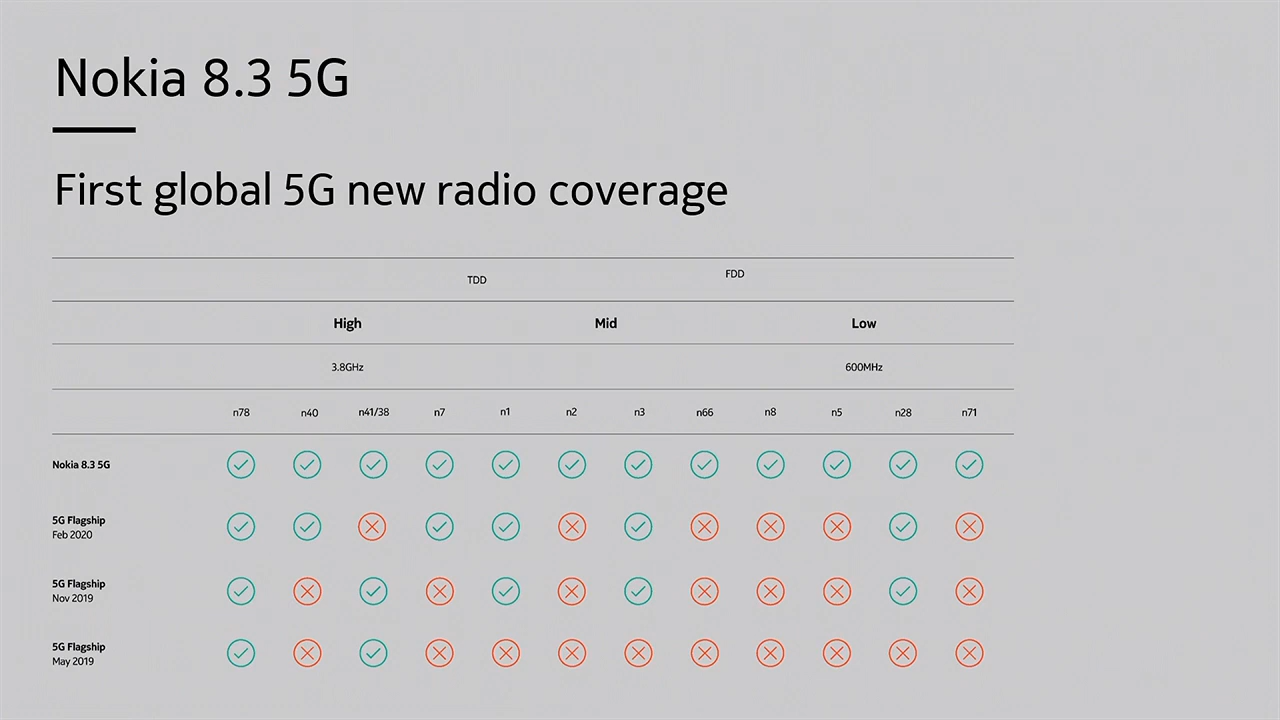 Nokia 8.3 5G
First global 5G new radio coverage
TDD FDD
High Mid Low
3.8GHz 600MHz
n78 n40 n41/38 n7 n1 n2 n3 n66 n8 n5 n28 n71
Nokia 8.3 5G
5G Flagship
Feb 2020
5G Flagship
Nov 2019
5G Flagship
May 2019